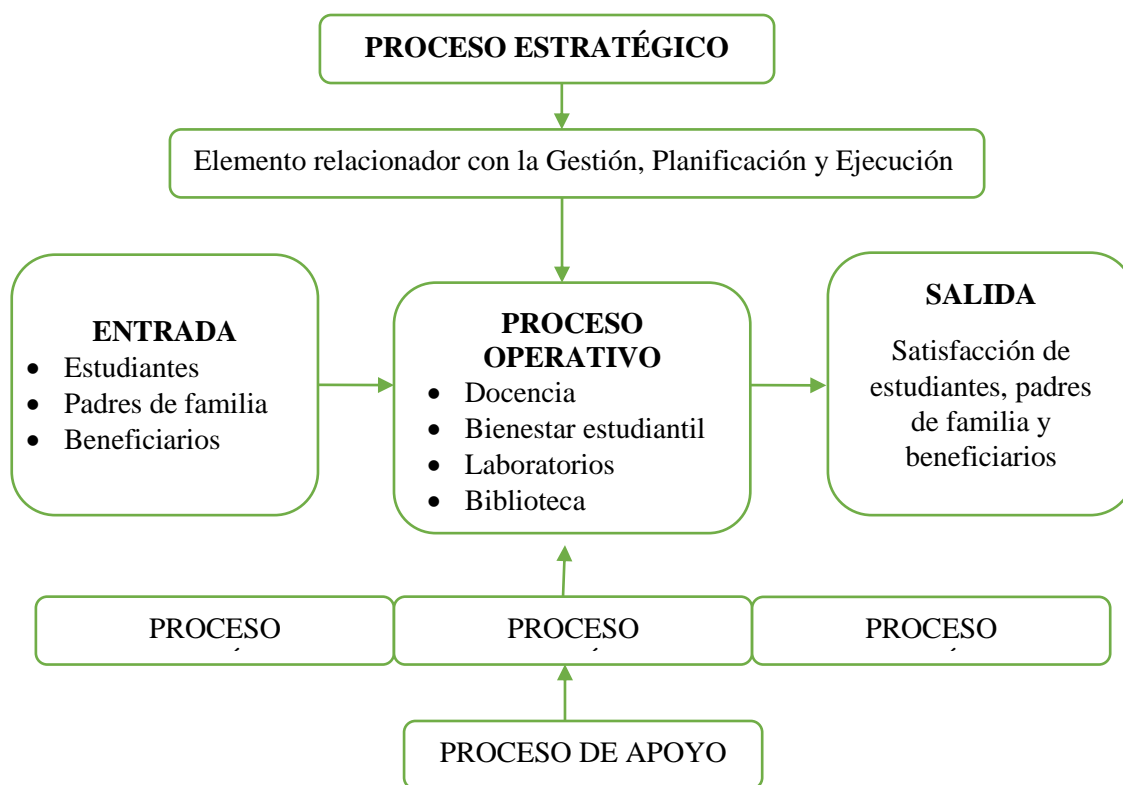 PROCESO ESTRATÉGICO
Elemento relacionador con la Gestión, Planificación y Ejecución
ENTRADA
• Estudiantes
• Padres de familia
• Beneficiarios
PROCESO
OPERATIVO
• Docencia
• Bienestar estudiantil
• Laboratorios
• Biblioteca
SALIDA
Satisfacción de
estudiantes, padres
de familia y
beneficiarios
PROCESO
PROCESO
PROCESO
PROCESO DE APOYO